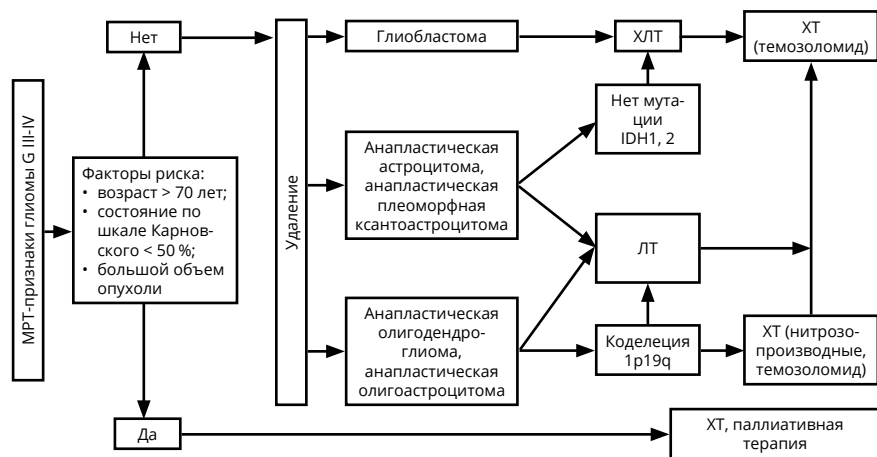 МРТ-признаки глиомы G III-IV
Нет
Факторы риска:
• возраст > 70 лет;
• состояние по
шкале Карнов-
ского < 50 %;
• большой объем
опухоли
Да
Удаление
Глиобластома
Анапластическая
астроцитома,
анапластическая
плеоморфная
ксантоастроцитома
Анапластическая
олигодендро-
глиома,
анапластическая
олигоастроцитома
ХЛТ
Нет мута-
ции
IDH1, 2
ЛТ
Коделеция
1p19q
ХТ
(темозоломид)
ХТ (нитрозо-
производные,
темозоломид)
ХТ, паллиативная
терапия